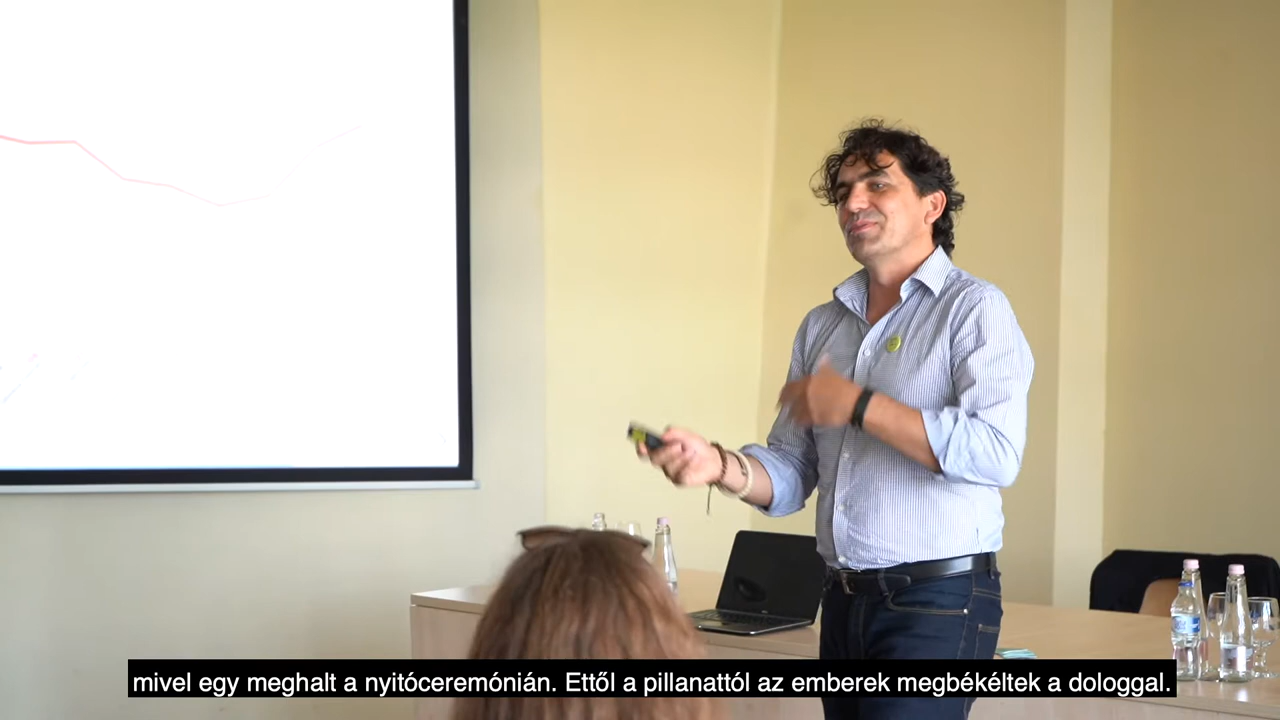 mivel egy meghalt a nyitóceremónián. Ettől a pillanattól az emberek megbékéltek a dologgal.